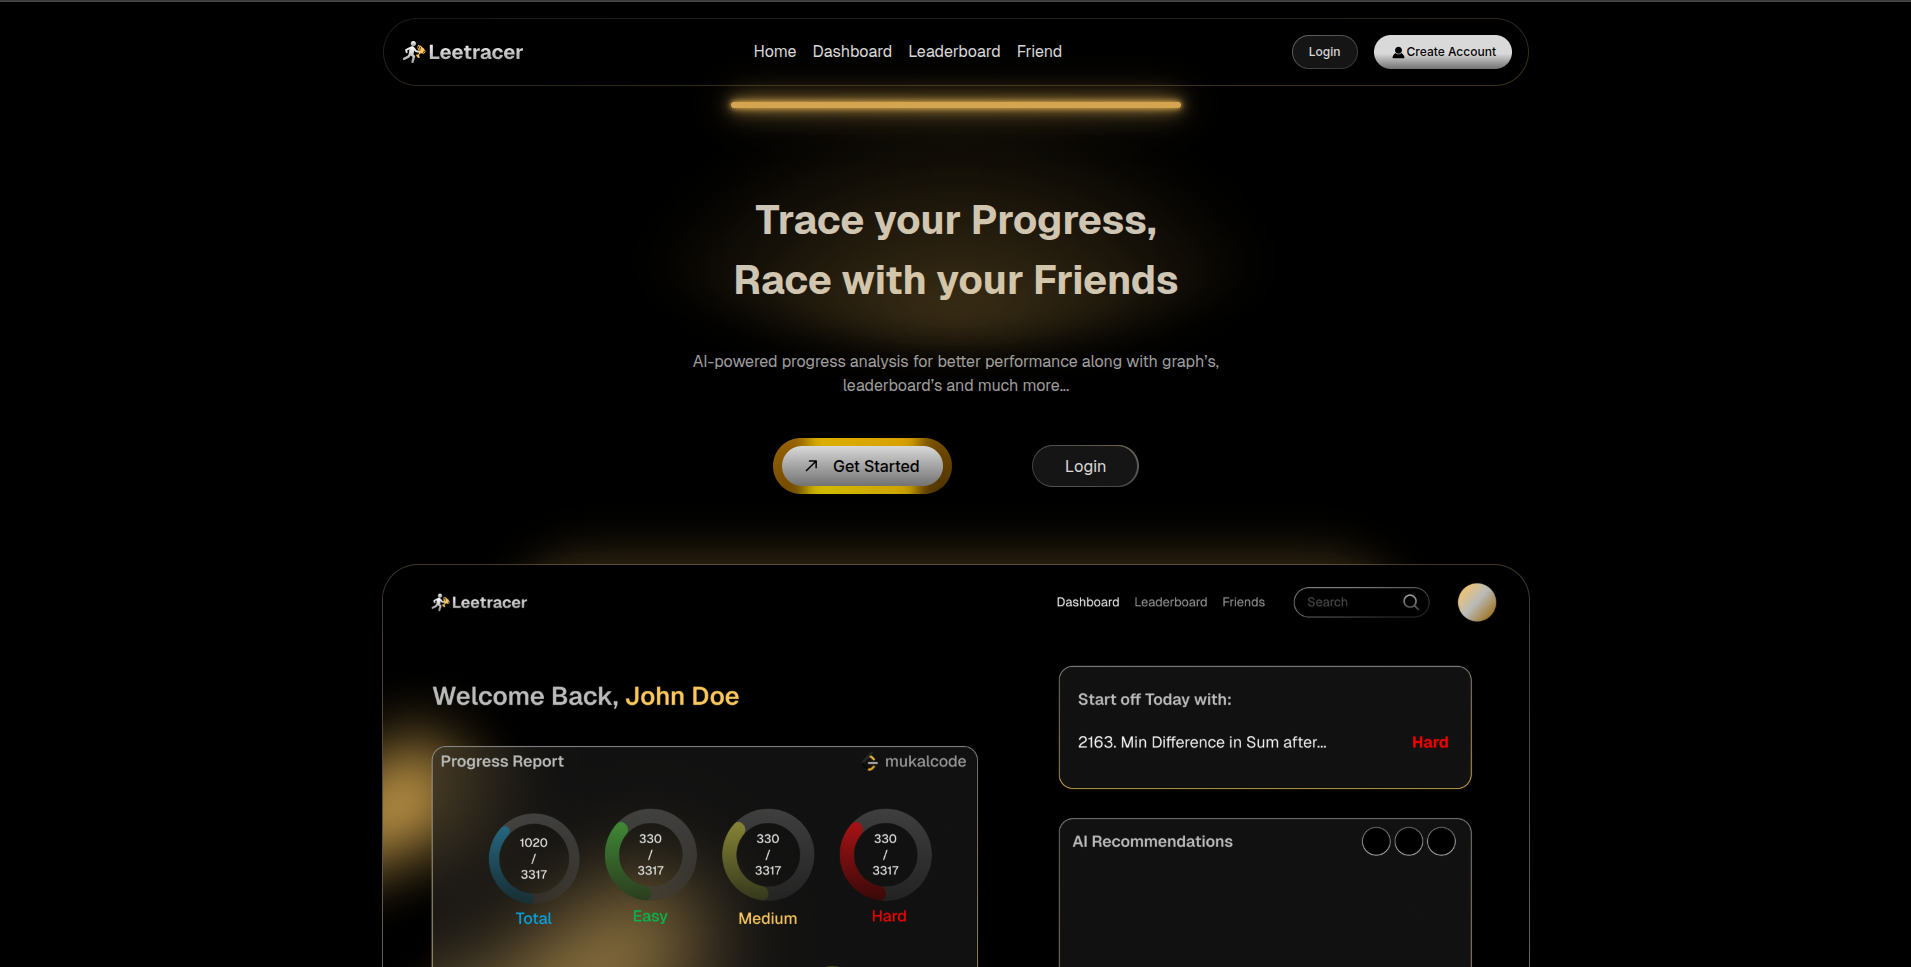 Leetracer
Home Dashboard Leaderboard Friend
Login
Create Account
Trace your Progress,
Race with your Friends
AI-powered progress analysis for better performance along with graph's,
leaderboard's and much more...
Get Started
Login
Leetracer
Dashboard Leaderboard Friends
Search
Welcome Back, John Doe
Progress Report
mukalcode
1020
/
3317
Total
330
/
3317
Easy
330
/
3317
Medium
330
/
3317
Hard
Start off Today with:
2163. Min Difference in Sum after...
Hard
AI Recommendations